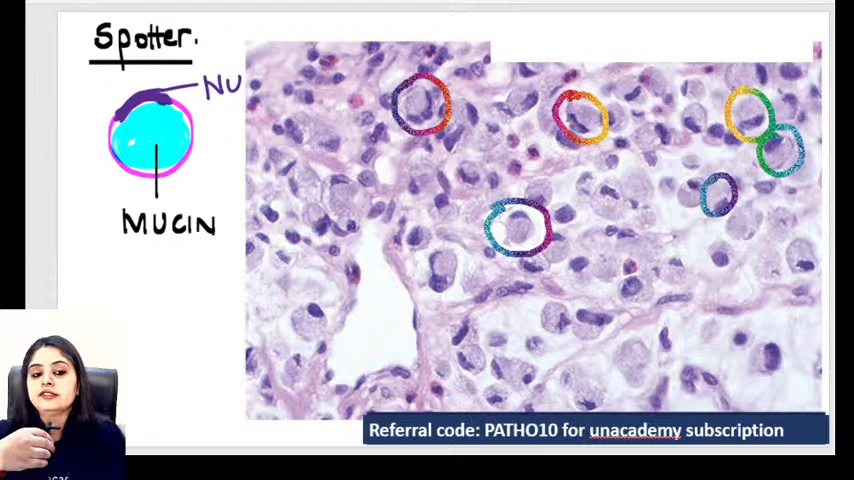 Spotter.
NU
MUCIN
Referral code: PATHO10 for unacademy subscription